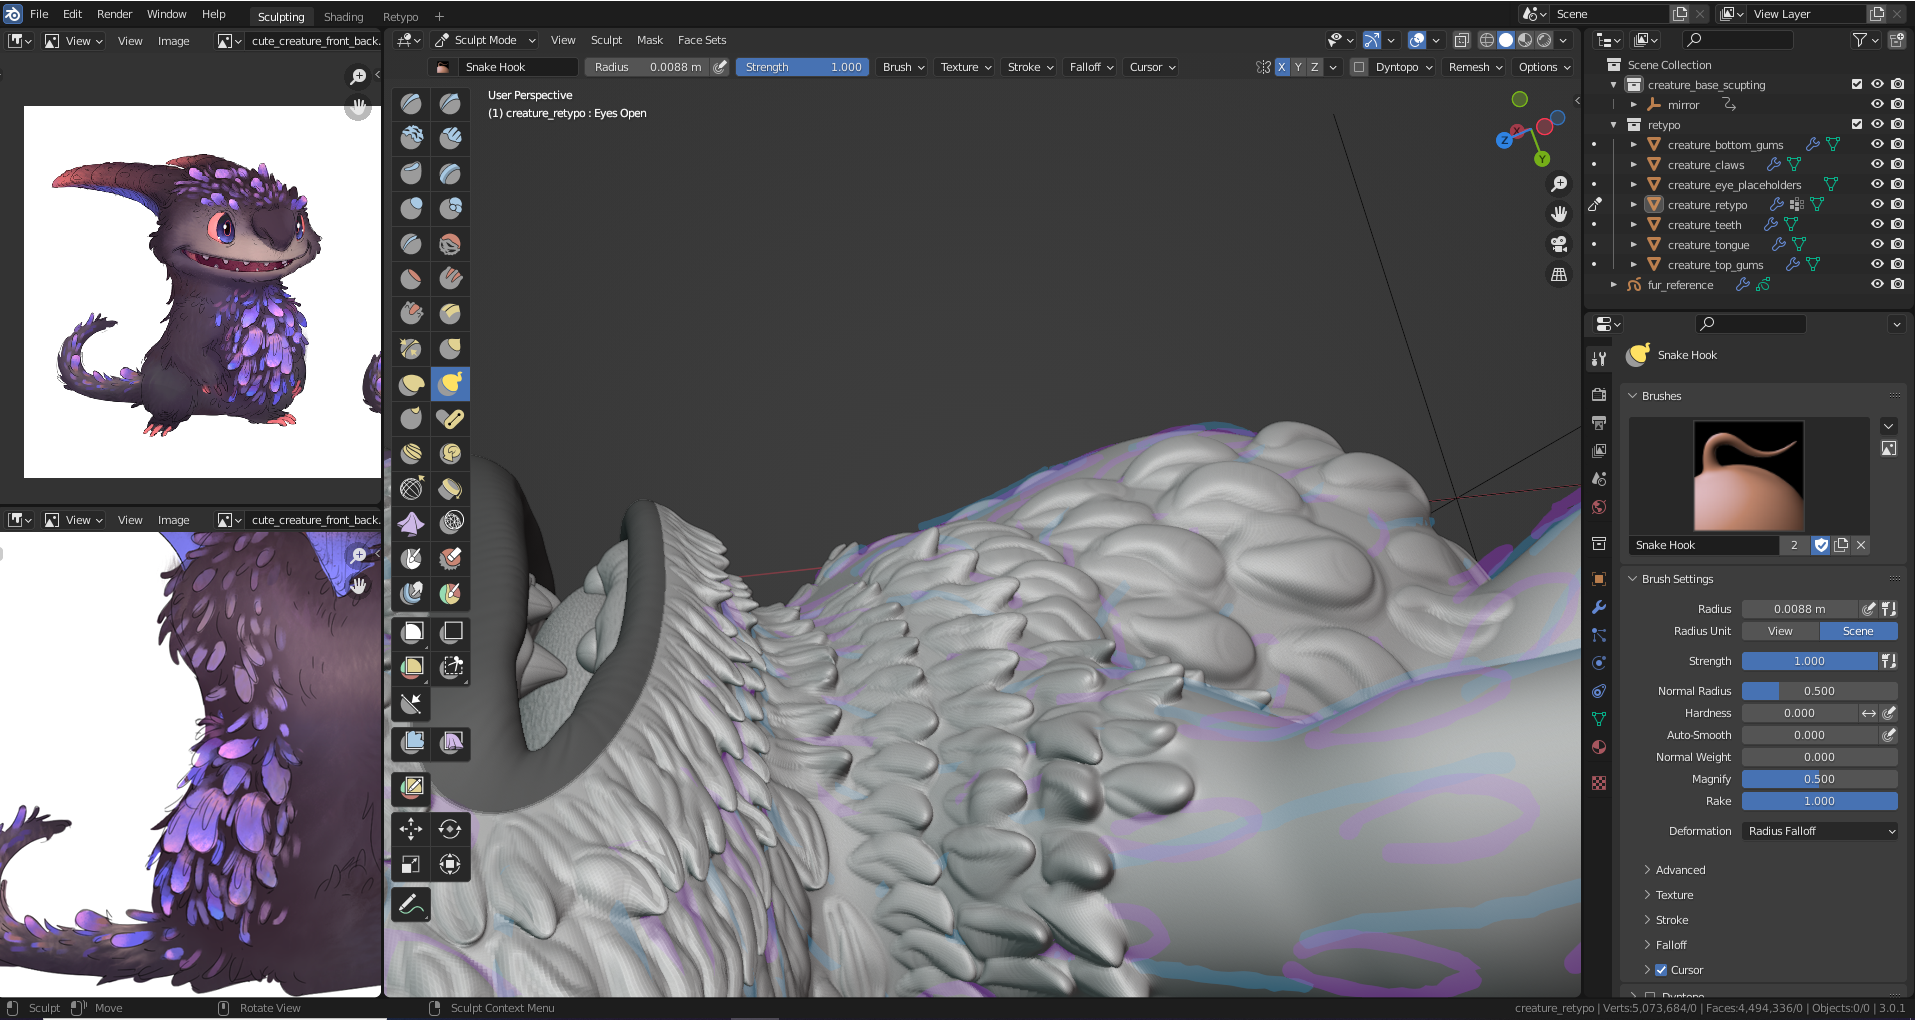 File Edit Render Window Help Sculpting Shading Retypo + Scene View Layer
View View Image cute_creature_front_back.
Sculpt Mode View Sculpt Mask Face Sets
Snake Hook Radius 0.0088 m Strength 1.000 Brush Texture Stroke Falloff Cursor X Y Z Dyntopo Remesh Options
User Perspective
(1) creature_retypo : Eyes Open
Z X Y
View View Image cute_creature_front_back.
Scene Collection
creature_base_scupting
mirror
retypo
creature_bottom_gums
creature_claws
creature_eye_placeholders
creature_retypo
creature_teeth
creature_tongue
creature_top_gums
fur_reference
Snake Hook
Brushes
Snake Hook 2
Brush Settings
Radius 0.0088 m
Radius Unit View Scene
Strength 1.000
Normal Radius 0.500
Hardness 0.000
Auto-Smooth 0.000
Normal Weight 0.000
Magnify 0.500
Rake 1.000
Deformation Radius Falloff
Advanced
Texture
Stroke
Falloff
Cursor
Dyntopo
Sculpt Move Rotate View Sculpt Context Menu creature_retypo | Verts:5,073,684/0 | Faces:4,494,336/0 | Objects:0/0 | 3.0.1